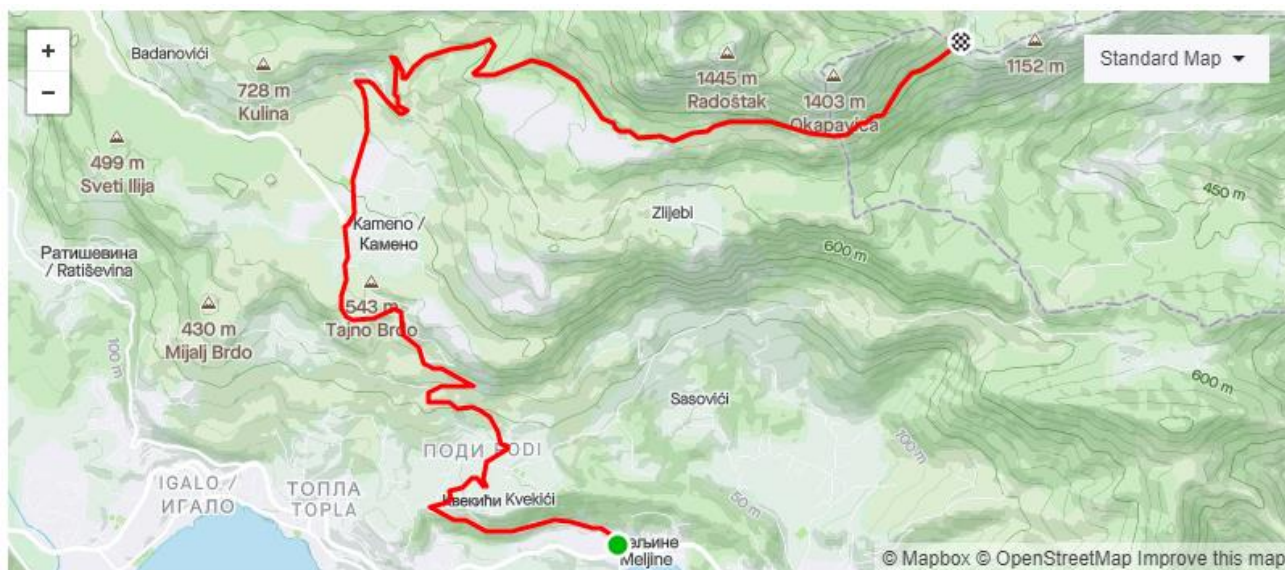 +
−
Standard Map
Badanovići
728 m
Kulina
1445 m
Radoštak
1403 m
Okapavica
1152 m
499 m
Sveti Ilija
450 m
Zlijebi
Kameno /
Камено
Ратишевина
/ Ratiševina
600 m
543 m
Tajno Brdo
430 m
Mijalj Brdo
100 m
600 m
Sasovići
ПОДИ PODI
100 m
IGALO /
ИГАЛО
ТОПЛА
TOPLA
Квекићи Kvekići
50 m
Meljine
© Mapbox © OpenStreetMap Improve this map